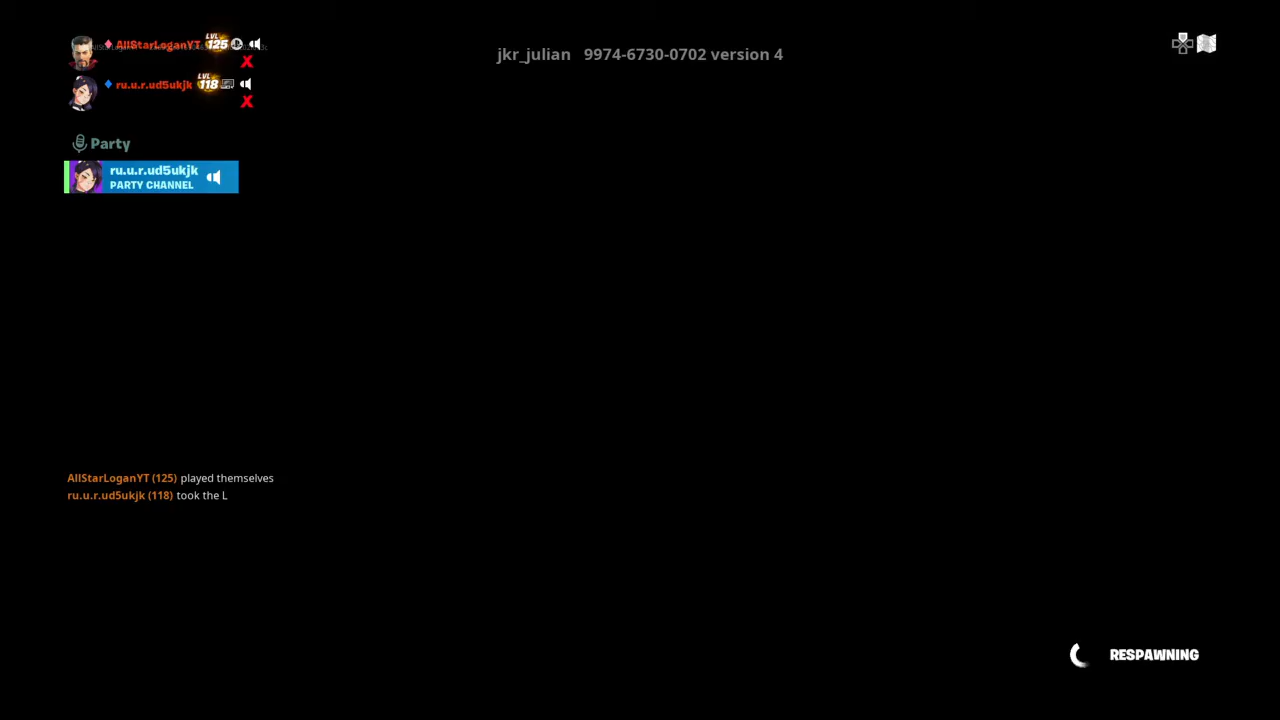 jkr_julian 9974-6730-0702 version 4
AllStarLoganYT LVL 125
ru.u.r.ud5ukjk LVL 118
Party
ru.u.r.ud5ukjk
PARTY CHANNEL
AllStarLoganYT (125) played themselves
ru.u.r.ud5ukjk (118) took the L
RESPAWNING